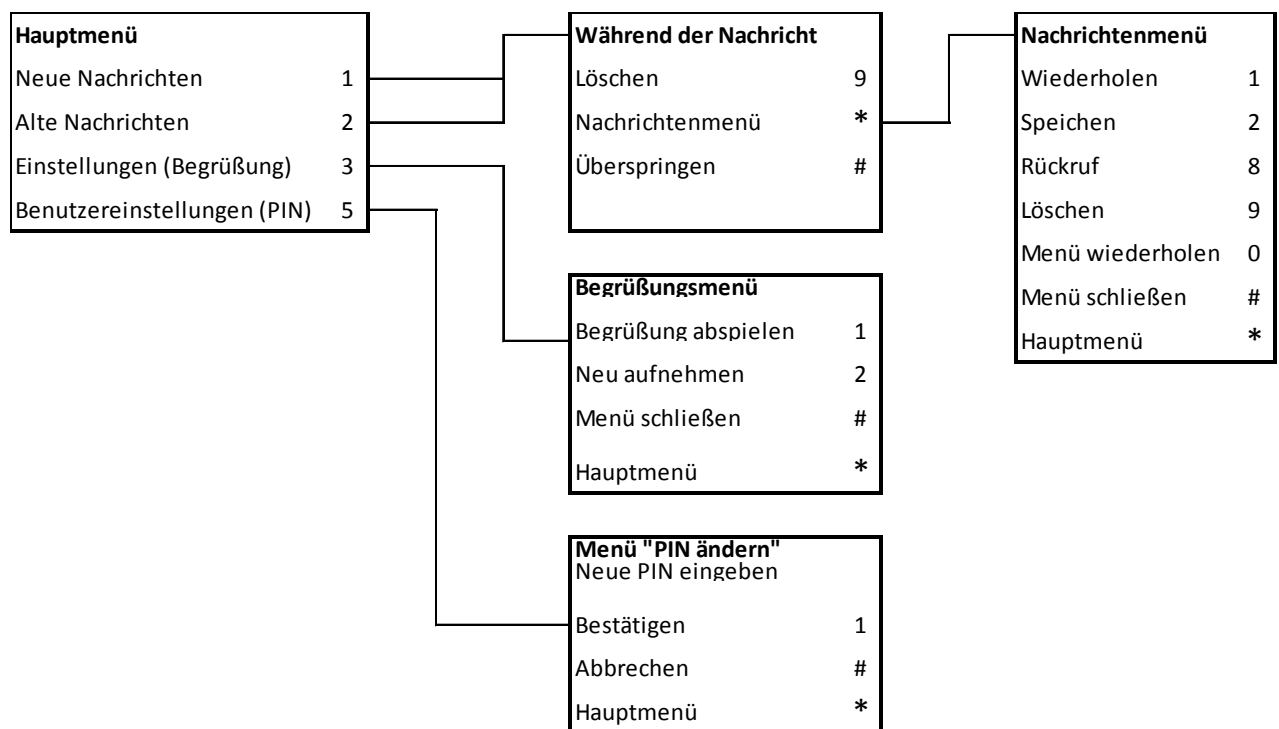 Hauptmenü
Neue Nachrichten 1
Alte Nachrichten 2
Einstellungen (Begrüßung) 3
Benutzereinstellungen (PIN) 5
Während der Nachricht
Löschen 9
Nachrichtenmenü *
Überspringen #
Nachrichtenmenü
Wiederholen 1
Speichen 2
Rückruf 8
Löschen 9
Menü wiederholen 0
Menü schließen #
Hauptmenü *
Begrüßungsmenü
Begrüßung abspielen 1
Neu aufnehmen 2
Menü schließen #
Hauptmenü *
Menü "PIN ändern"
Neue PIN eingeben
Bestätigen 1
Abbrechen #
Hauptmenü *